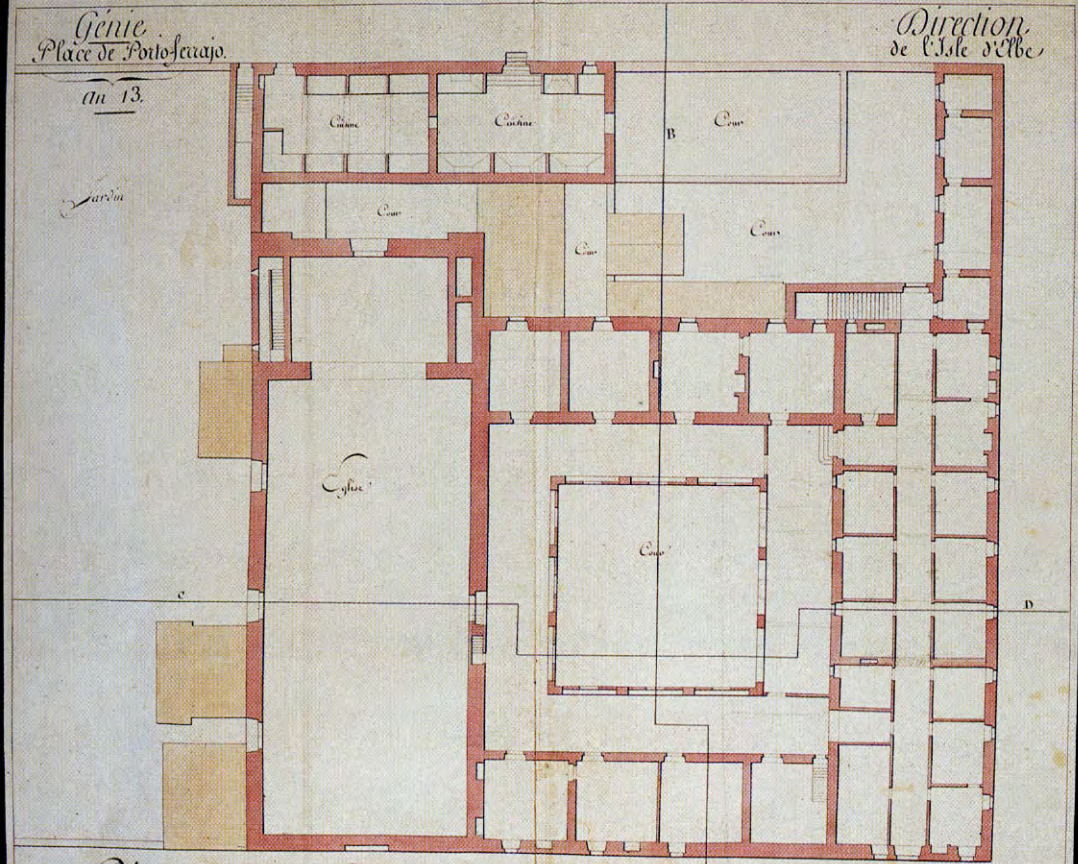 Génie
Place de Porto-ferrajo.
An 13.
Direction
de l'Isle d'Elbe
Jardin
Cuisine
Cuisine
Cour
B
Cour
Cour
Cour
Eglise
Cour
C
D